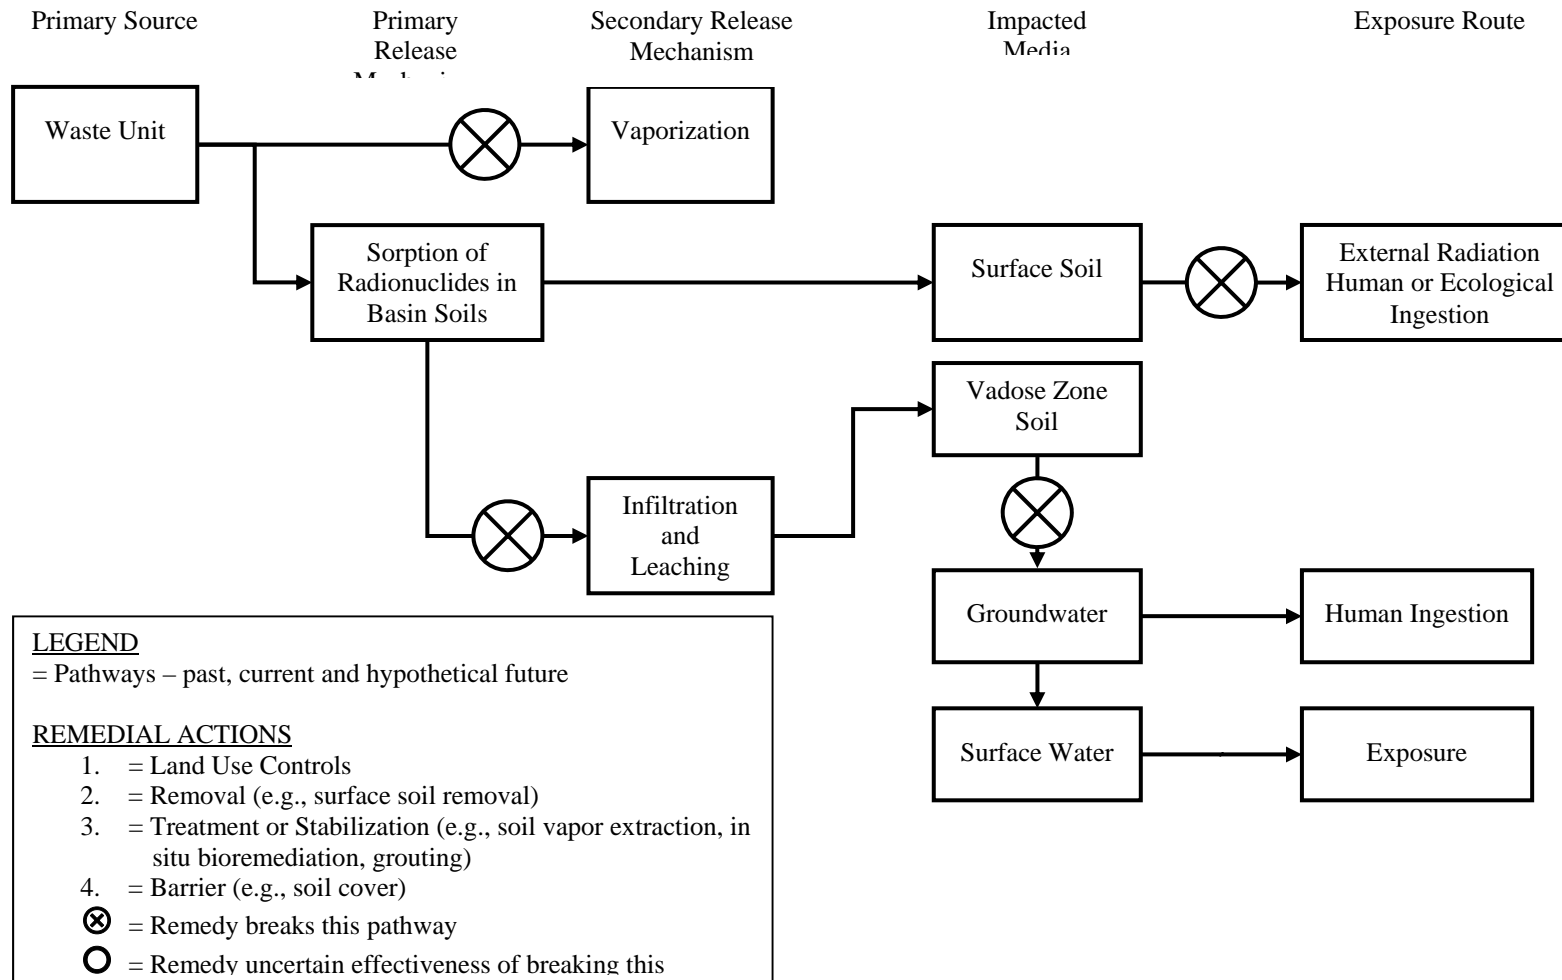 Primary Source
Primary
Release
Secondary Release
Mechanism
Impacted
Media
Exposure Route
Waste Unit
Vaporization
Sorption of
Radionuclides in
Basin Soils
Surface Soil
External Radiation
Human or Ecological
Ingestion
Vadose Zone
Soil
Infiltration
and
Leaching
Groundwater
Human Ingestion
Surface Water
Exposure
LEGEND
= Pathways – past, current and hypothetical future
REMEDIAL ACTIONS
1. = Land Use Controls
2. = Removal (e.g., surface soil removal)
3. = Treatment or Stabilization (e.g., soil vapor extraction, in
situ bioremediation, grouting)
4. = Barrier (e.g., soil cover)
= Remedy breaks this pathway
= Remedy uncertain effectiveness of breaking this